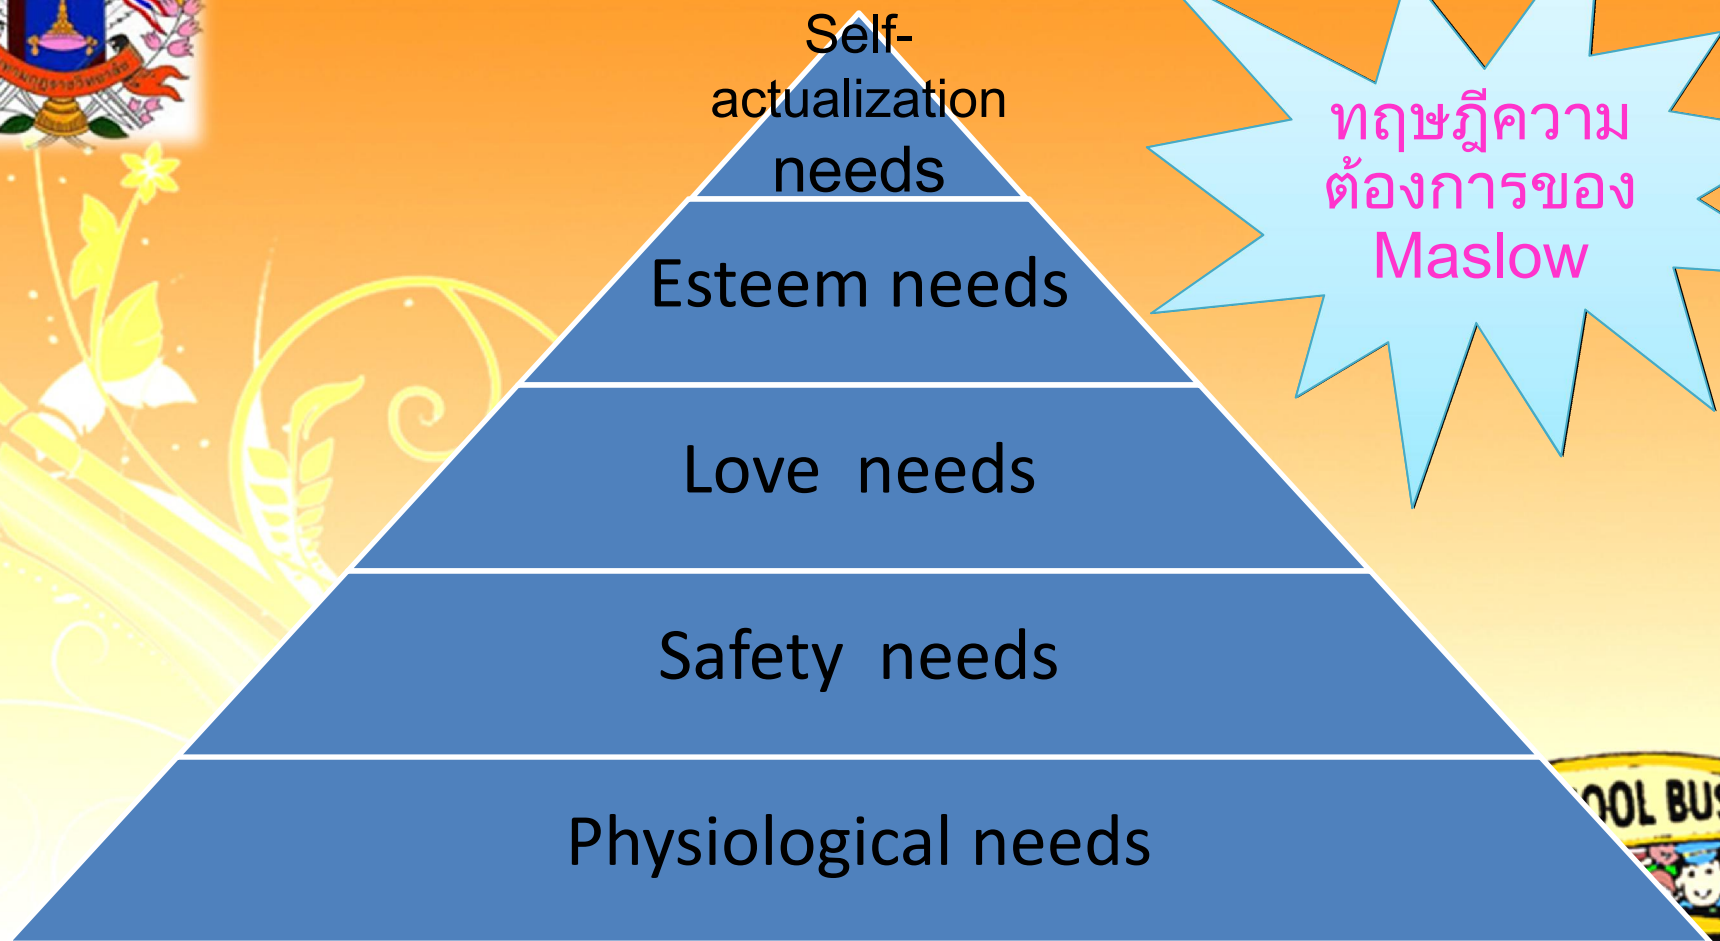 Self-
actualization
needs
Esteem needs
Love needs
Safety needs
Physiological needs
ทฤษฎีความ
ต้องการของ
Maslow
BUS